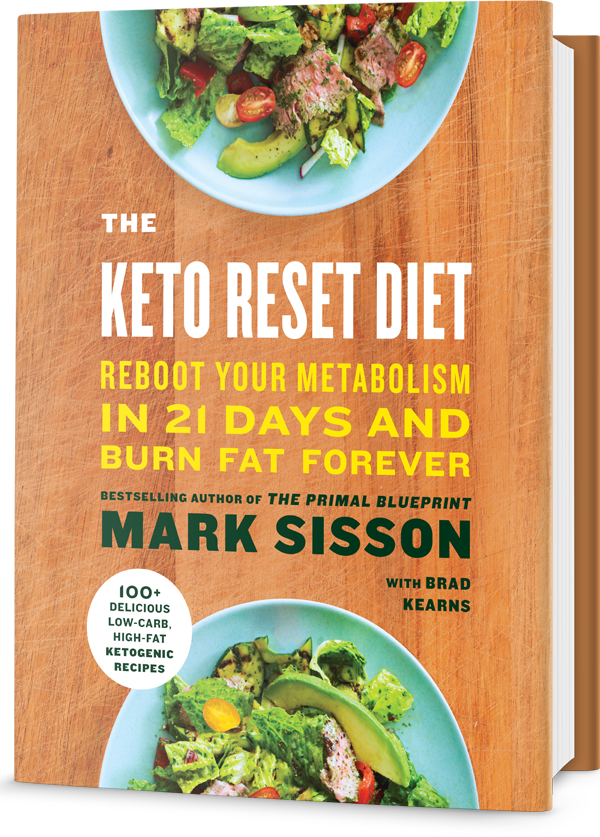 THE
KETO RESET DIET
REBOOT YOUR METABOLISM
IN 21 DAYS AND
BURN FAT FOREVER
BESTSELLING AUTHOR OF THE PRIMAL BLUEPRINT
MARK SISSON
WITH BRAD
KEARNS
100+
DELICIOUS
LOW-CARB,
HIGH-FAT
KETOGENIC
RECIPES